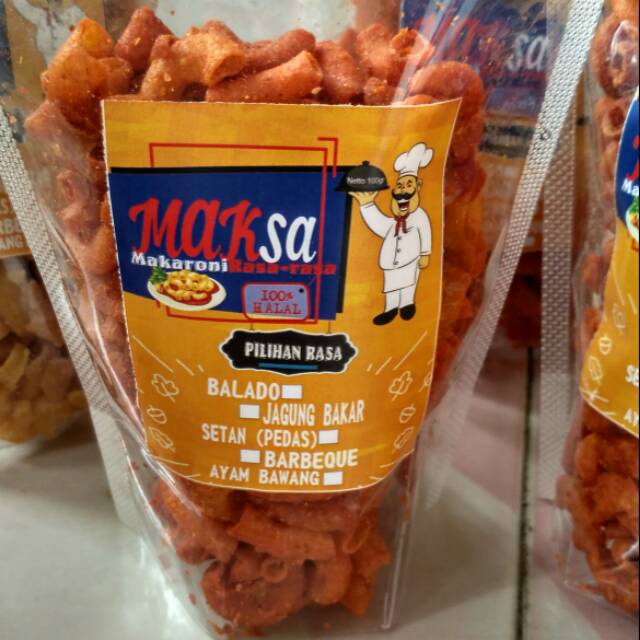 Netto 100gr
MAKsa
Makaroni Rasa-rasa
100%
HALAL
PILIHAN RASA
BALADO
JAGUNG BAKAR
SETAN (PEDAS)
BARBEQUE
AYAM BAWANG